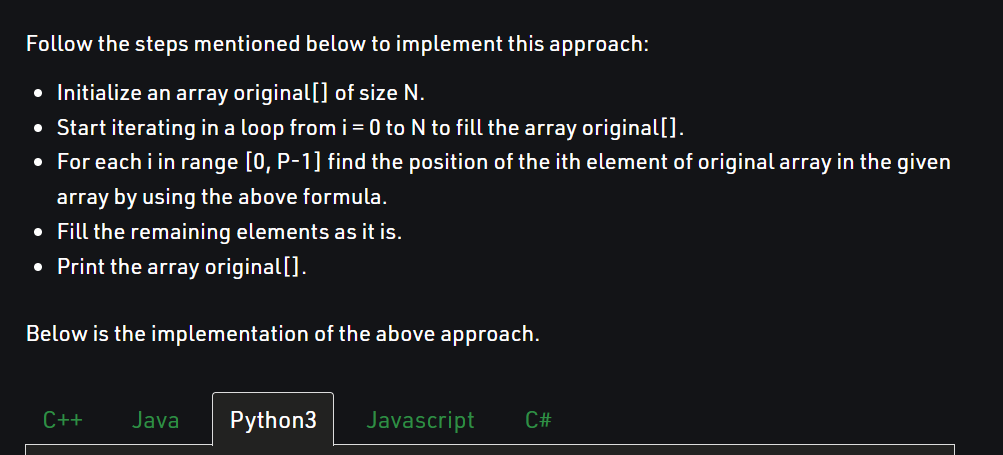 Follow the steps mentioned below to implement this approach:
• Initialize an array original[] of size N.
• Start iterating in a loop from i = 0 to N to fill the array original[].
• For each i in range [0, P-1] find the position of the ith element of original array in the given
array by using the above formula.
• Fill the remaining elements as it is.
• Print the array original[].
Below is the implementation of the above approach.
C++ Java Python3 Javascript C#